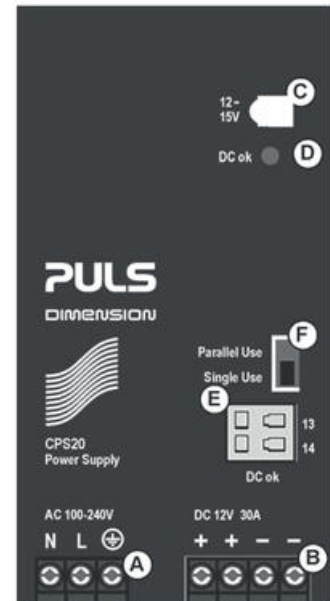 C
12-
15V
DC ok D
PULS
DIMENSION
F
Parallel Use
Single Use
E
CPS20
Power Supply
13
14
DC ok
AC 100-240V
DC 12V 30A
N L
+ + − −
A
B